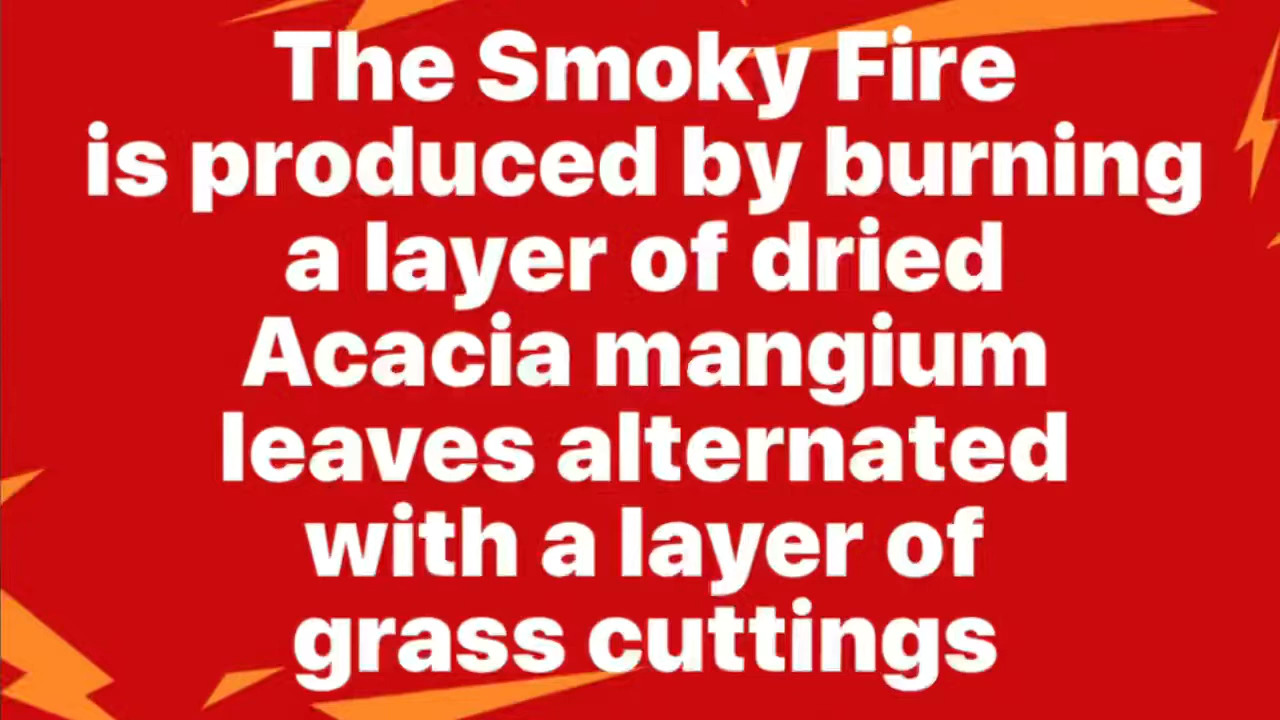 The Smoky Fire
is produced by burning
a layer of dried
Acacia mangium
leaves alternated
with a layer of
grass cuttings